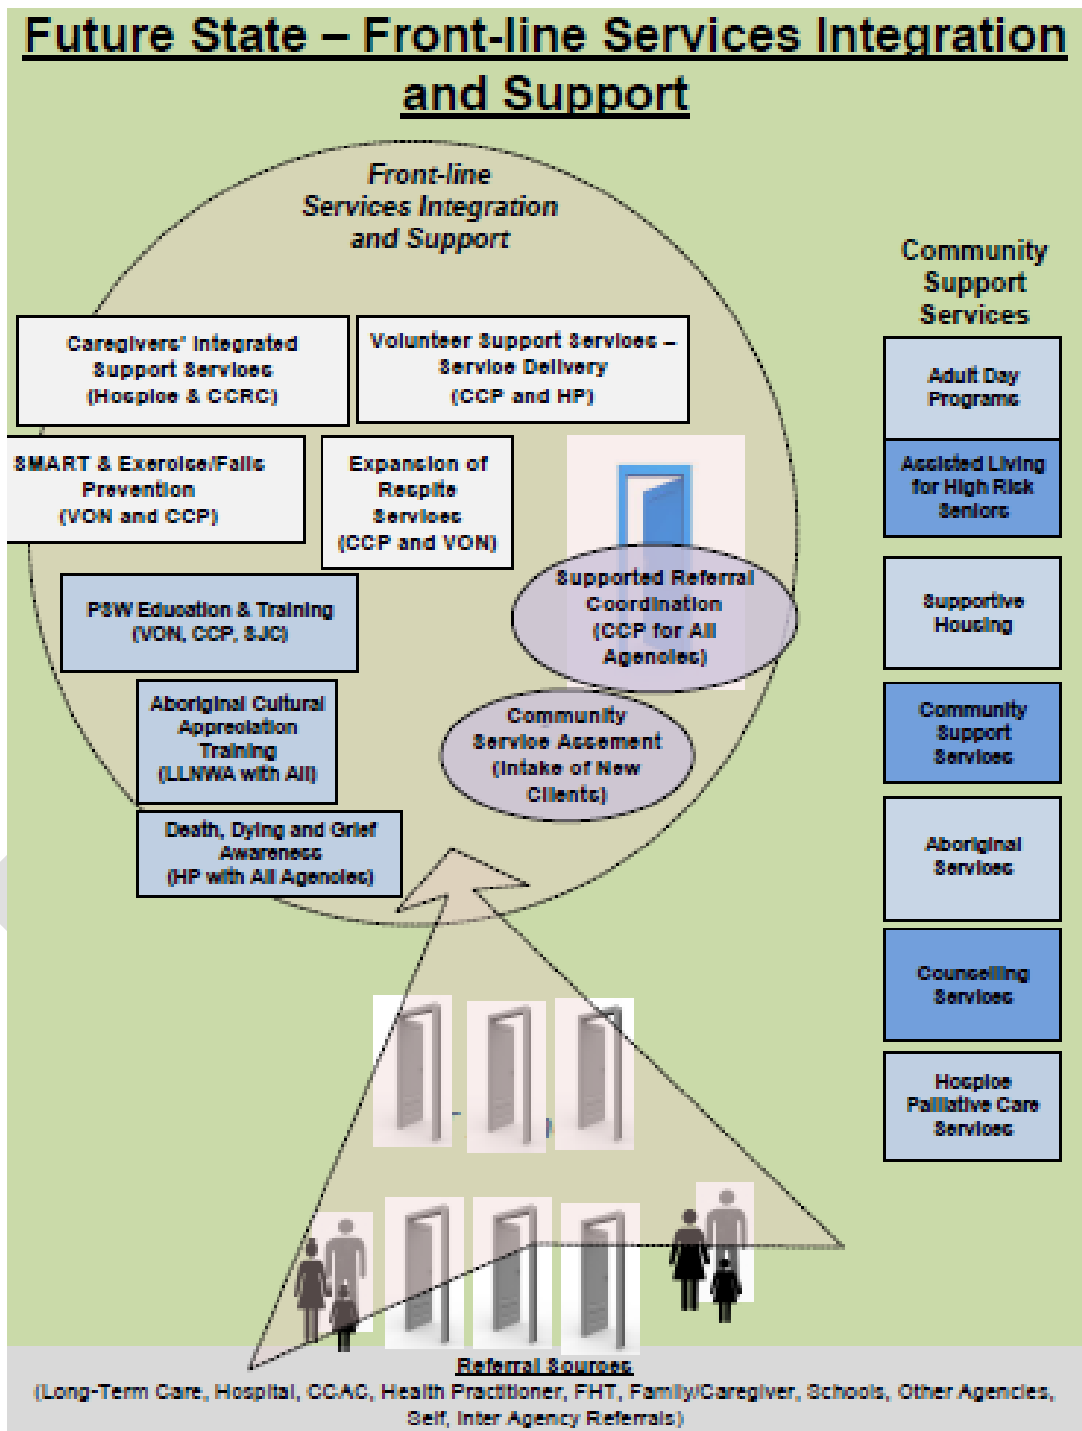 Future State – Front-line Services Integration
and Support
Front-line
Services Integration
and Support
Caregivers' Integrated
Support Services
(Hospice & CCRC)
Volunteer Support Services –
Service Delivery
(CCP and HP)
SMART & Exercise/Falls
Prevention
(VON and CCP)
Expansion of
Respite
Services
(CCP and VON)
Supported Referral
Coordination
(CCP for All
Agencies)
PSW Education & Training
(VON, CCP, SJC)
Aboriginal Cultural
Appreciation
Training
(LLNWA with All)
Community
Service Assement
(Intake of New
Clients)
Death, Dying and Grief
Awareness
(HP with All Agencies)
Community
Support
Services
Adult Day
Programs
Assisted Living
for High Risk
Seniors
Supportive
Housing
Community
Support
Services
Aboriginal
Services
Counselling
Services
Hospice
Palliative Care
Services
Referral Sources
(Long-Term Care, Hospital, CCAC, Health Practitioner, FHT, Family/Caregiver, Schools, Other Agencies,
Self, Inter Agency Referrals)